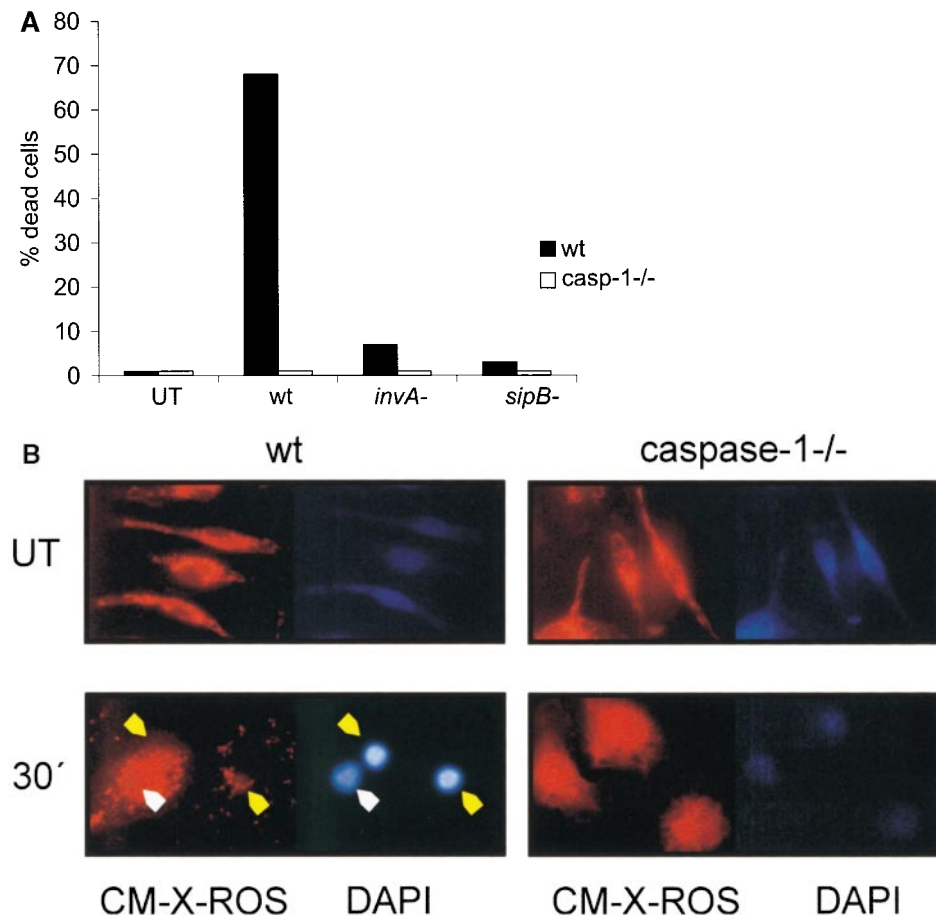 A
80
70
60
50
40
30
20
10
0
% dead cells
UT wt invA- sipB-
wt
casp-1-/-
B
wt caspase-1-/-
UT
30´
CM-X-ROS DAPI CM-X-ROS DAPI